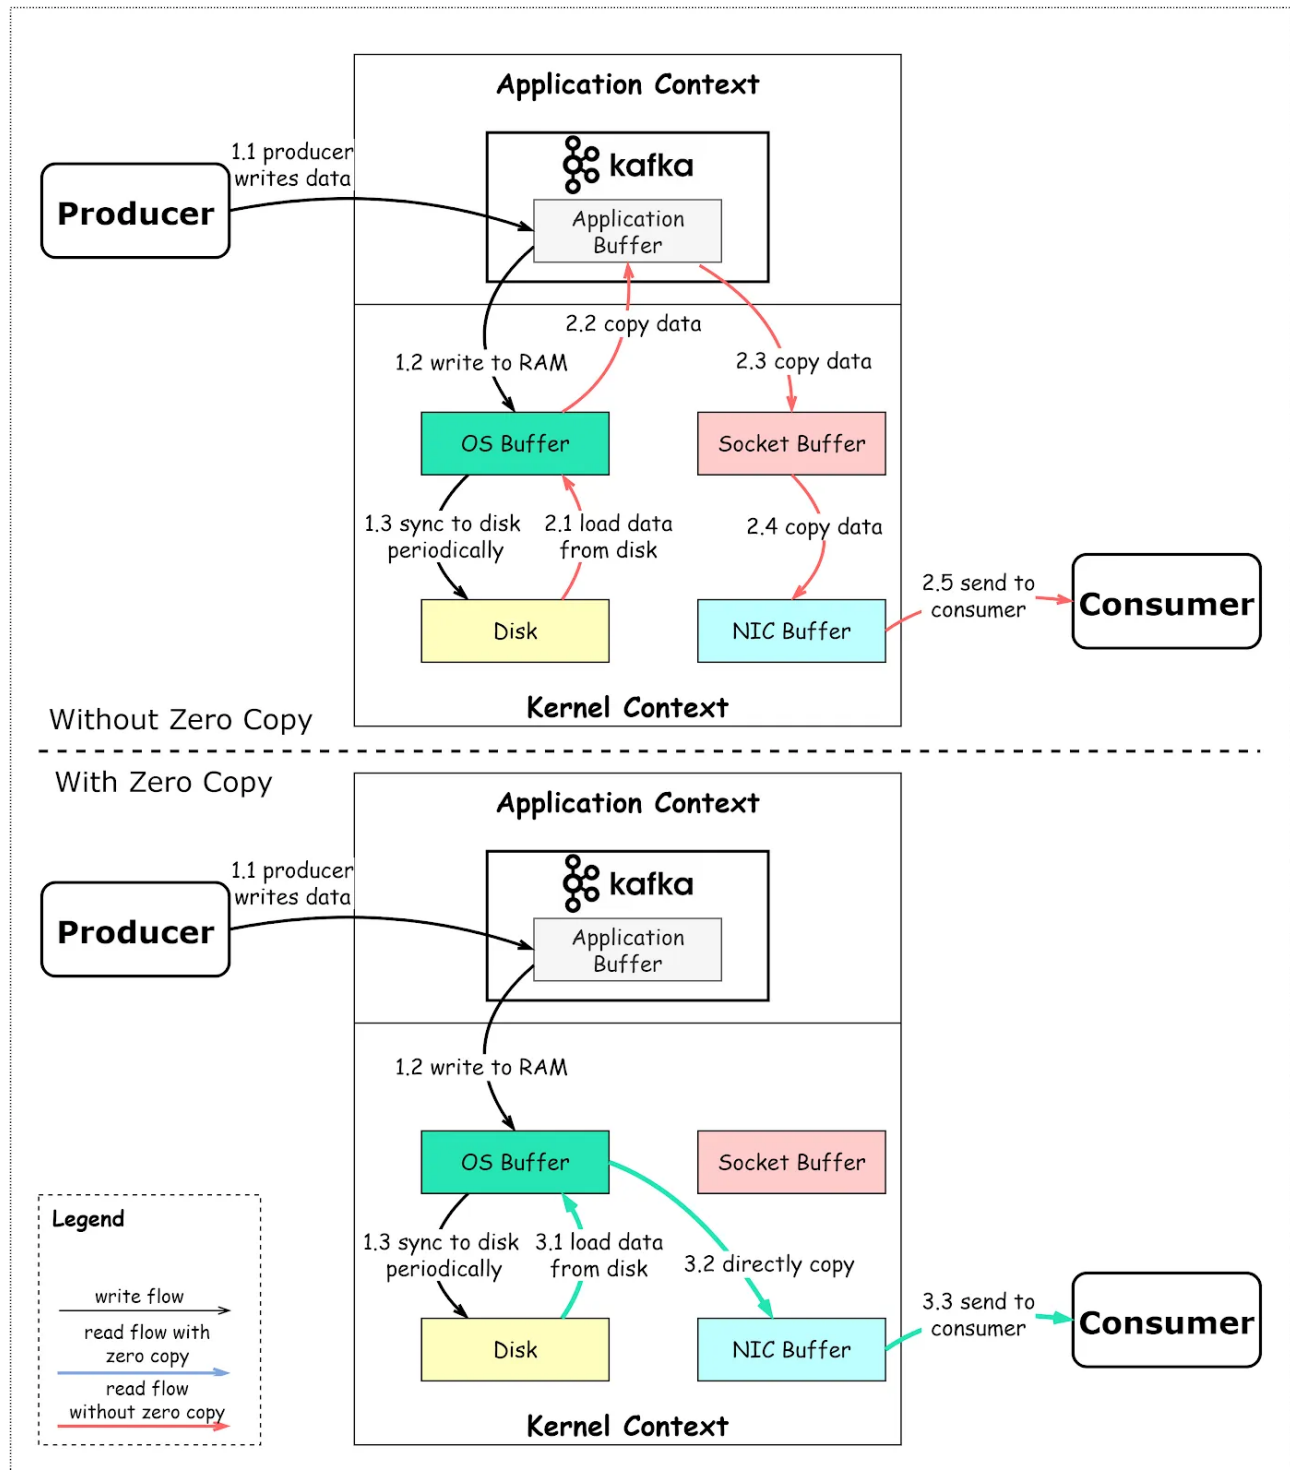 Application Context
kafka
1.1 producer
writes data
Producer
Application
Buffer
2.2 copy data
1.2 write to RAM
2.3 copy data
OS Buffer
Socket Buffer
1.3 sync to disk
periodically
2.1 load data
from disk
2.4 copy data
2.5 send to
consumer
Consumer
Disk
NIC Buffer
Kernel Context
Without Zero Copy
With Zero Copy
Application Context
kafka
1.1 producer
writes data
Producer
Application
Buffer
1.2 write to RAM
OS Buffer
Socket Buffer
1.3 sync to disk
periodically
3.1 load data
from disk
3.2 directly copy
3.3 send to
consumer
Consumer
Disk
NIC Buffer
Kernel Context
Legend
write flow
read flow with
zero copy
read flow
without zero copy